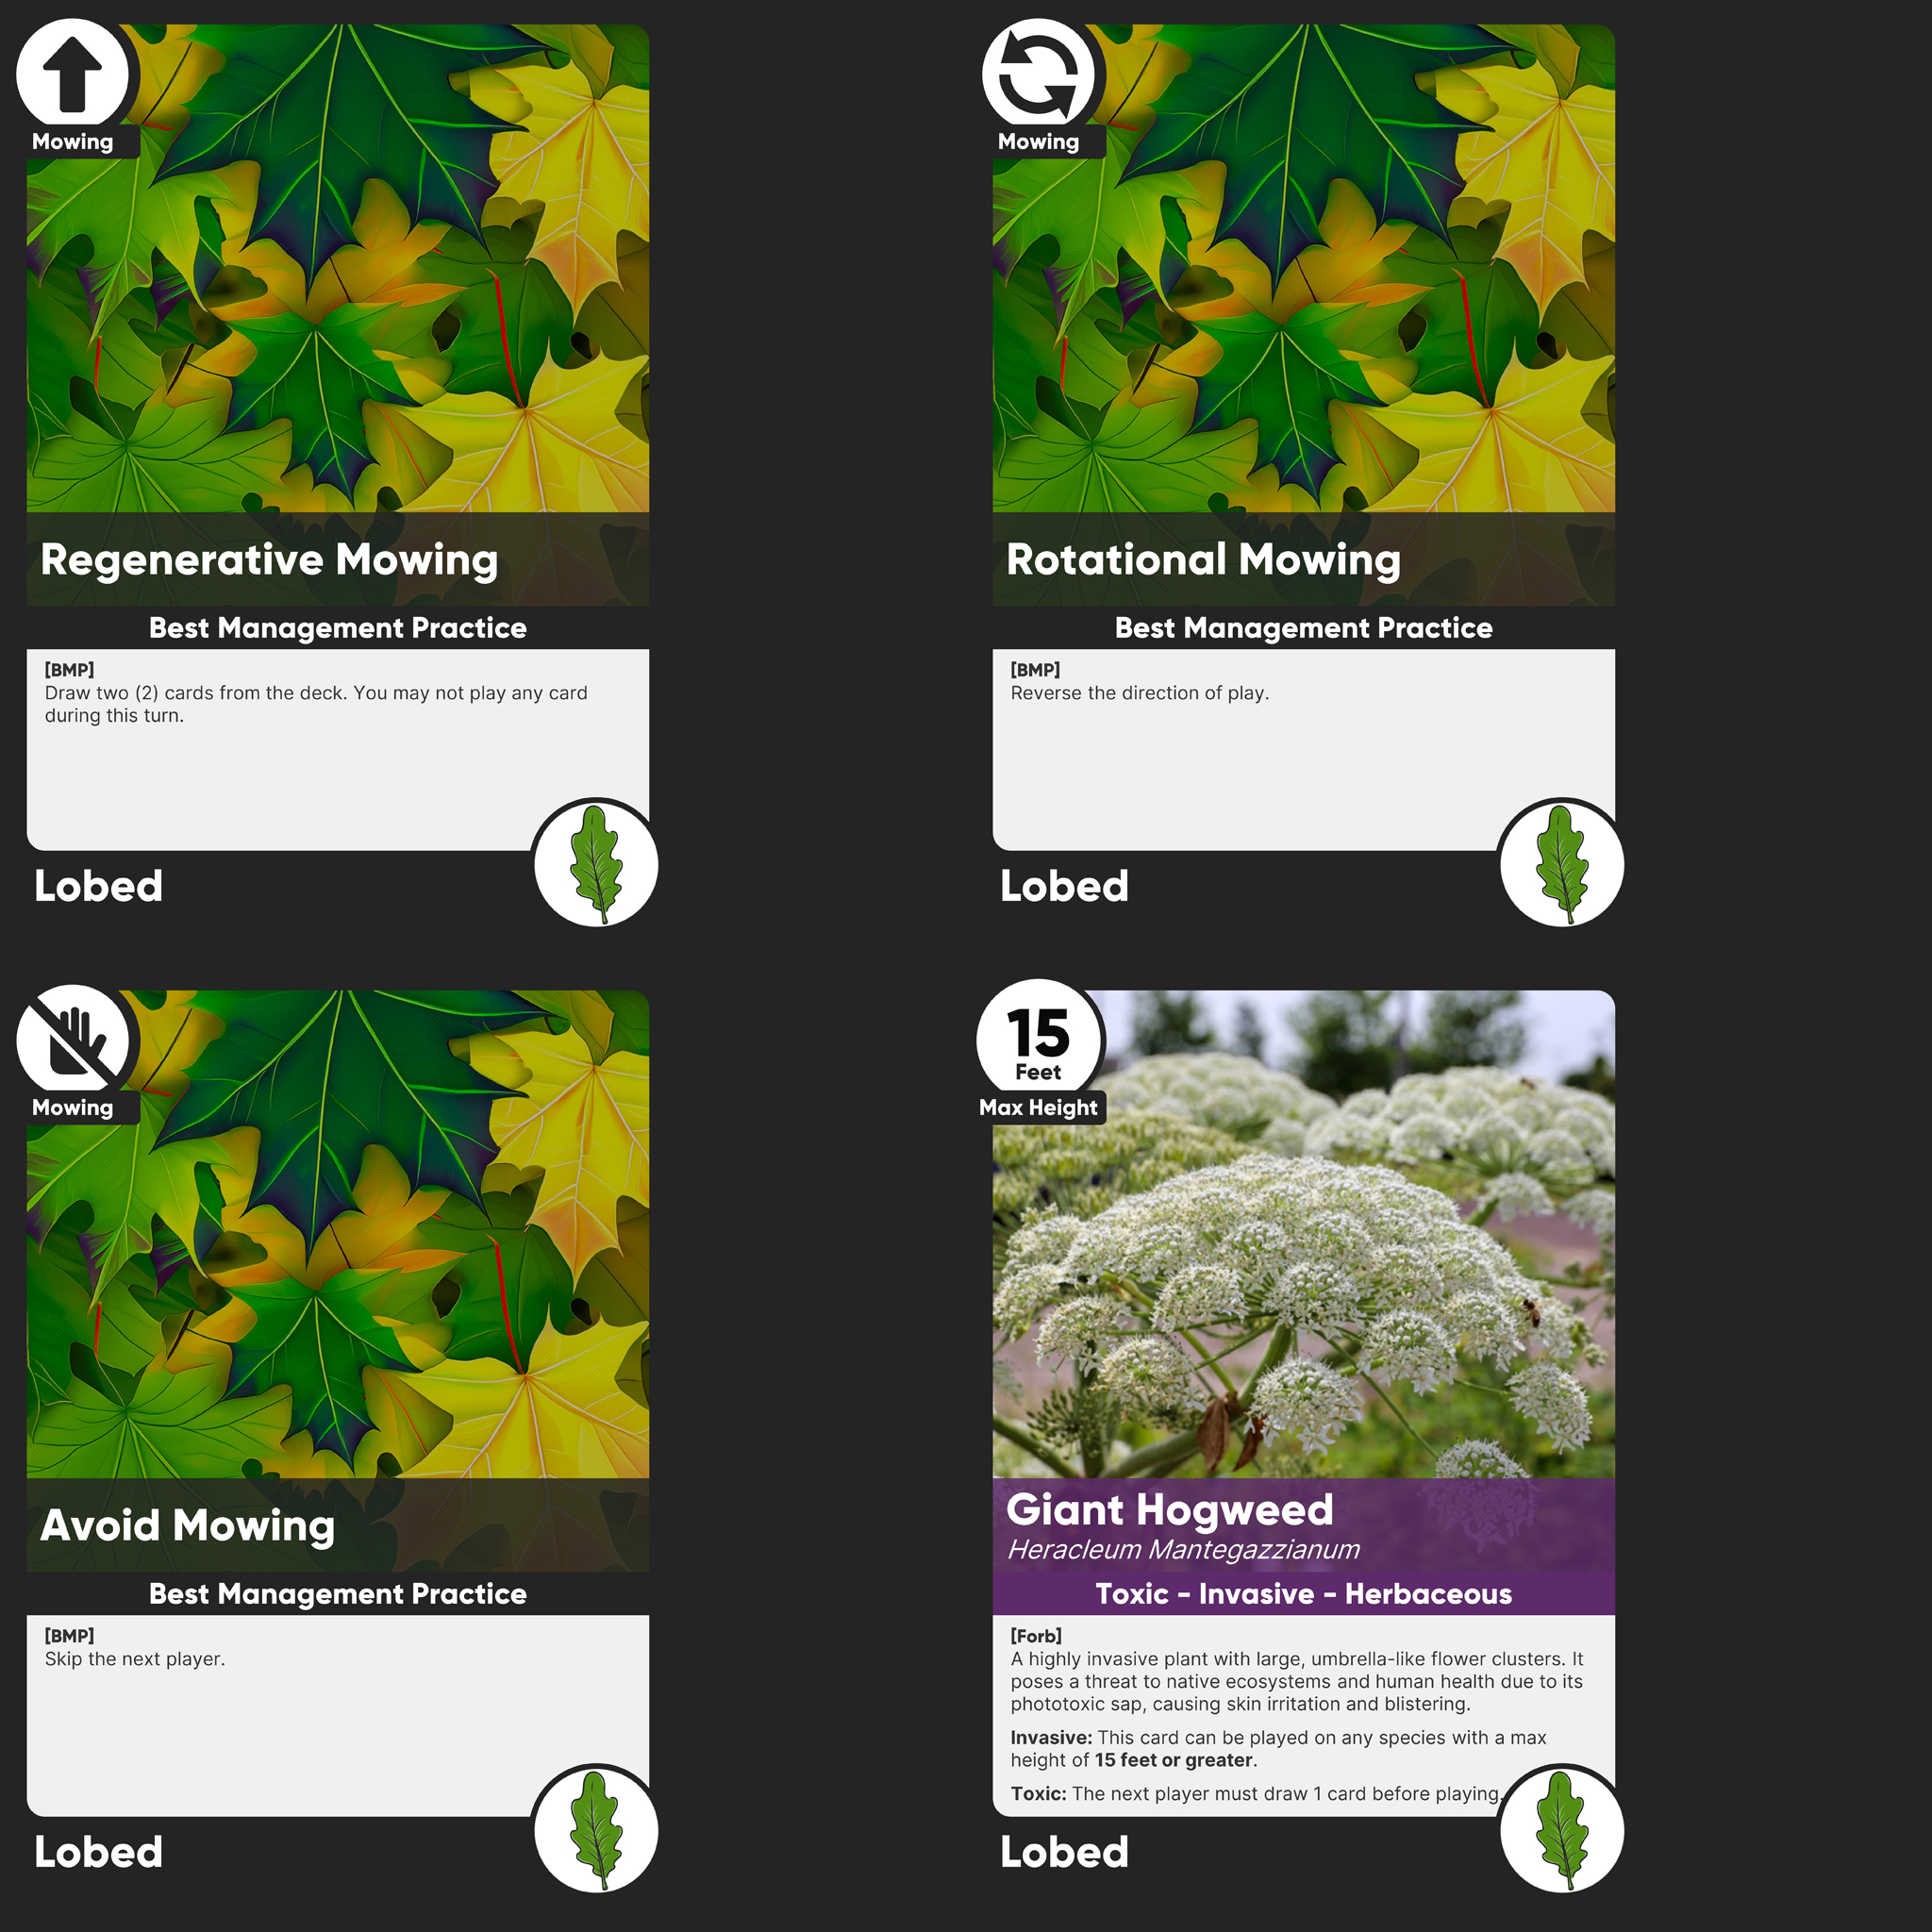 Mowing
Regenerative Mowing
Best Management Practice
[BMP]
Draw two (2) cards from the deck. You may not play any card
during this turn.
Lobed
Mowing
Rotational Mowing
Best Management Practice
[BMP]
Reverse the direction of play.
Lobed
Mowing
Avoid Mowing
Best Management Practice
[BMP]
Skip the next player.
Lobed
15
Feet
Max Height
Giant Hogweed
Heracleum Mantegazzianum
Toxic - Invasive - Herbaceous
[Forb]
A highly invasive plant with large, umbrella-like flower clusters. It
poses a threat to native ecosystems and human health due to its
phototoxic sap, causing skin irritation and blistering.
Invasive: This card can be played on any species with a max
height of 15 feet or greater.
Toxic: The next player must draw 1 card before playing.
Lobed